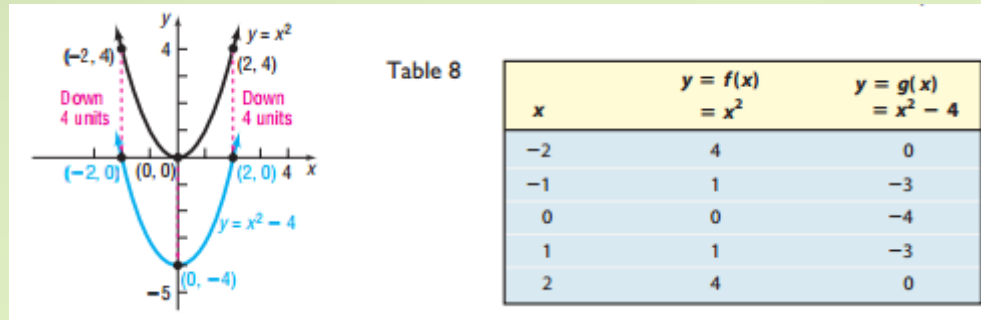 y
4
y = x²
(−2, 4)
(2, 4)
Down
4 units
Down
4 units
(−2, 0)
(0, 0)
(2, 0)
4
x
y = x² − 4
(0, −4)
−5
Table 8
x
y = f(x)
= x²
y = g(x)
= x² − 4
−2 4 0
−1 1 −3
0 0 −4
1 1 −3
2 4 0